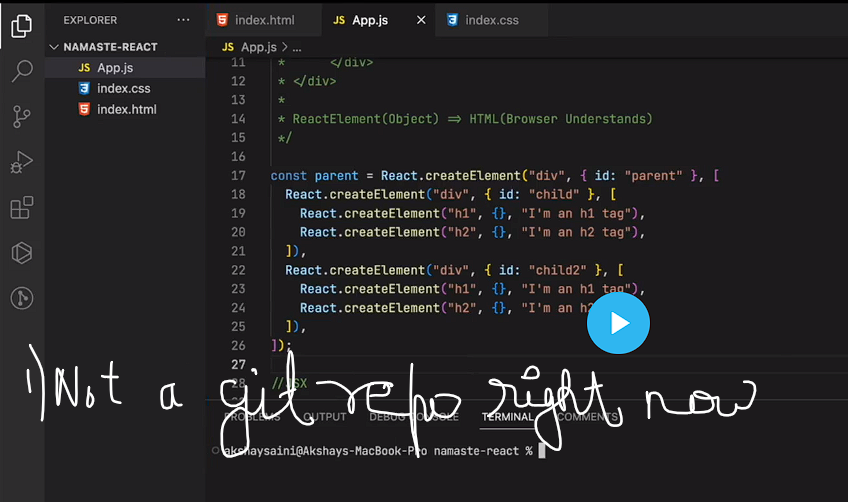 EXPLORER ...
index.html
JS App.js ×
index.css
NAMASTE-REACT
JS App.js > ...
JS App.js
index.css
index.html
11 * </div>
12 * </div>
13 *
14 * ReactElement(Object) => HTML(Browser Understands)
15 */
16
17 const parent = React.createElement("div", { id: "parent" }, [
18 React.createElement("div", { id: "child" }, [
19 React.createElement("h1", {}, "I'm an h1 tag"),
20 React.createElement("h2", {}, "I'm an h2 tag"),
21 ]),
22 React.createElement("div", { id: "child2" }, [
23 React.createElement("h1", {}, "I'm an h1 tag"),
24 React.createElement("h2", {}, "I'm an h2
25 ]),
26 ]);
27
28 // JSX
1) Not a git repo right now
PROBLEMS OUTPUT DEBUG CONSOLE TERMINAL COMMENTS
akshaysaini@Akshays-MacBook-Pro namaste-react %